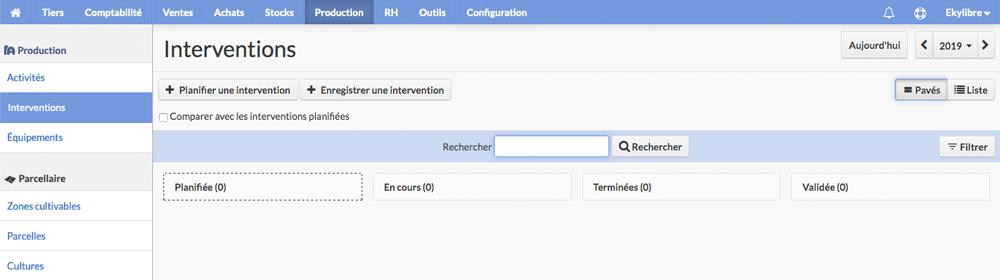 Tiers Comptabilité Ventes Achats Stocks Production RH Outils Configuration Ekylibre
Production
Activités
Interventions
Équipements
Parcellaire
Zones cultivables
Parcelles
Cultures
Interventions
Aujourd'hui 2019
Planifier une intervention Enregistrer une intervention Pavés Liste
Comparer avec les interventions planifiées
Rechercher Rechercher Filtrer
Planifiée (0) En cours (0) Terminées (0) Validée (0)